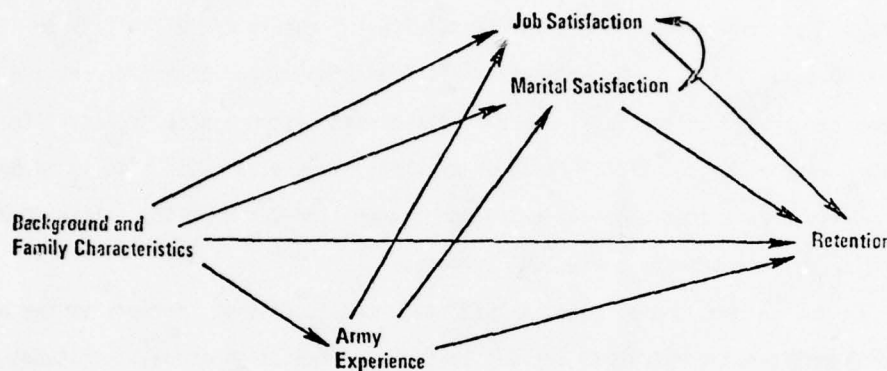 Job Satisfaction
Marital Satisfaction
Background and
Family Characteristics
Retention
Army
Experience